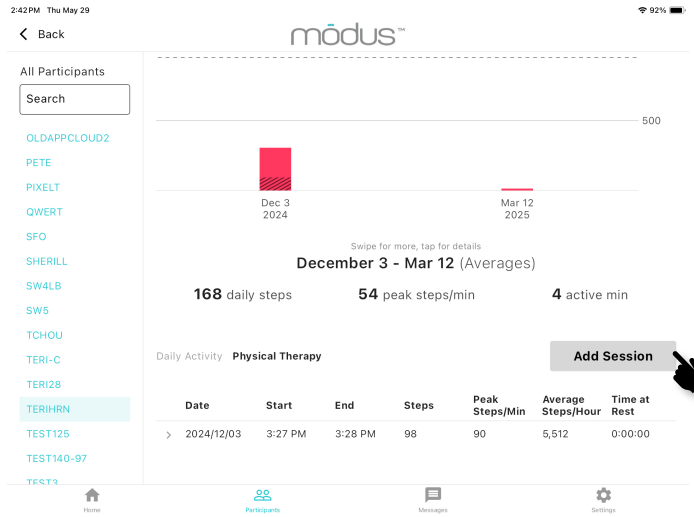 2:42 PM Thu May 29
92%
Back
mōdus™
All Participants
Search
OLDAPPCLOUD2
PETE
PIXELT
QWERT
SFO
SHERILL
SW4LB
SW5
TCHOU
TERI-C
TERI28
TERIHRN
TEST125
TEST140-97
TEST3
500
Dec 3
2024
Mar 12
2025
Swipe for more, tap for details
December 3 - Mar 12 (Averages)
168 daily steps
54 peak steps/min
4 active min
Daily Activity Physical Therapy
Add Session
Date Start End Steps Peak Steps/Min Average Steps/Hour Time at Rest
2024/12/03 3:27 PM 3:28 PM 98 90 5,512 0:00:00
Home
Participants
Messages
Settings